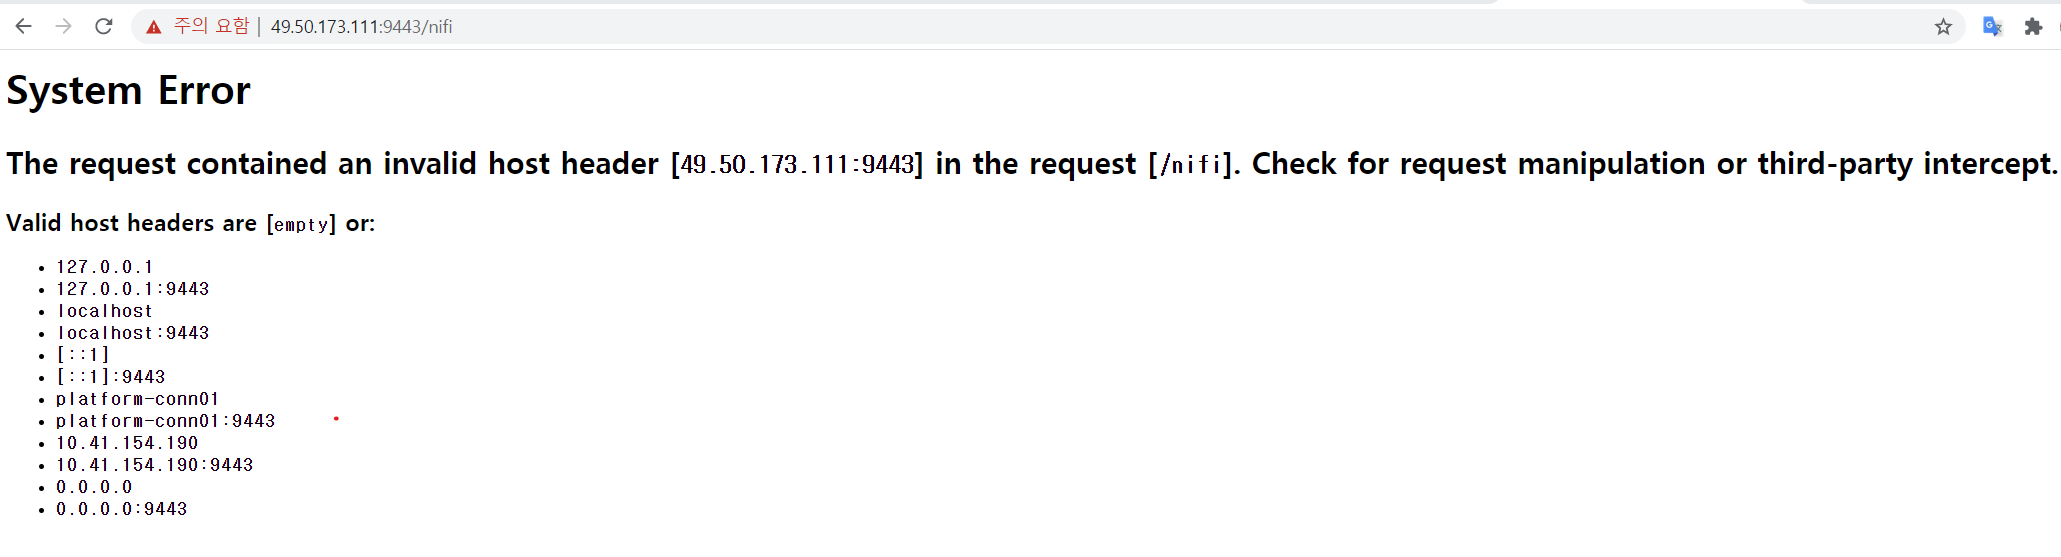 주의 요함 | 49.50.173.111:9443/nifi
System Error
The request contained an invalid host header [49.50.173.111:9443] in the request [/nifi]. Check for request manipulation or third-party intercept.
Valid host headers are [empty] or:
• 127.0.0.1
• 127.0.0.1:9443
• localhost
• localhost:9443
• [::1]
• [::1]:9443
• platform-conn01
• platform-conn01:9443
• 10.41.154.190
• 10.41.154.190:9443
• 0.0.0.0
• 0.0.0.0:9443